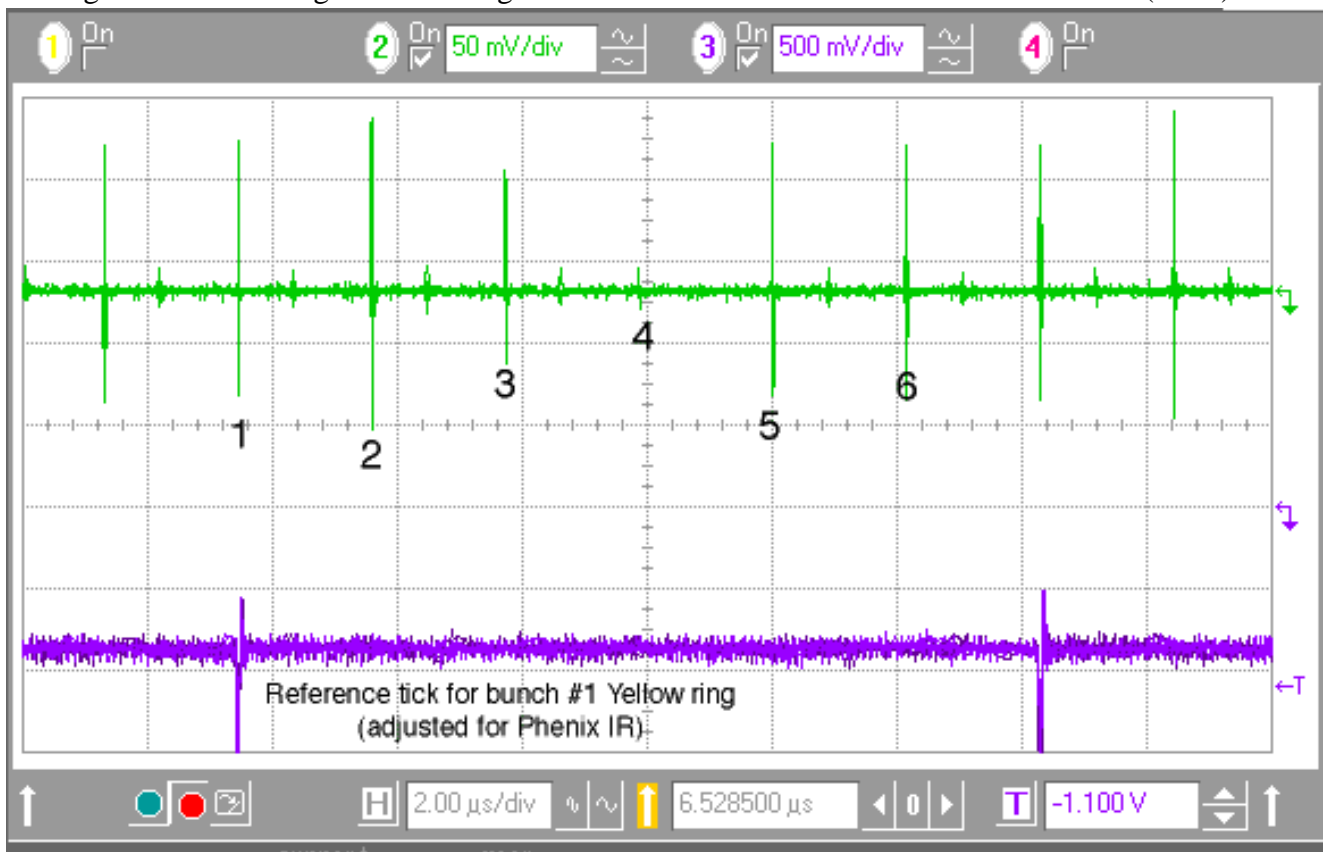 1 On 2 On 50 mV/div 3 On 500 mV/div 4 On
4
3
6
1
5
2
Reference tick for bunch #1 Yellow ring
(adjusted for Phenix IR)
T
H 2.00 µs/div 6.528500 µs 0 T -1.100 V